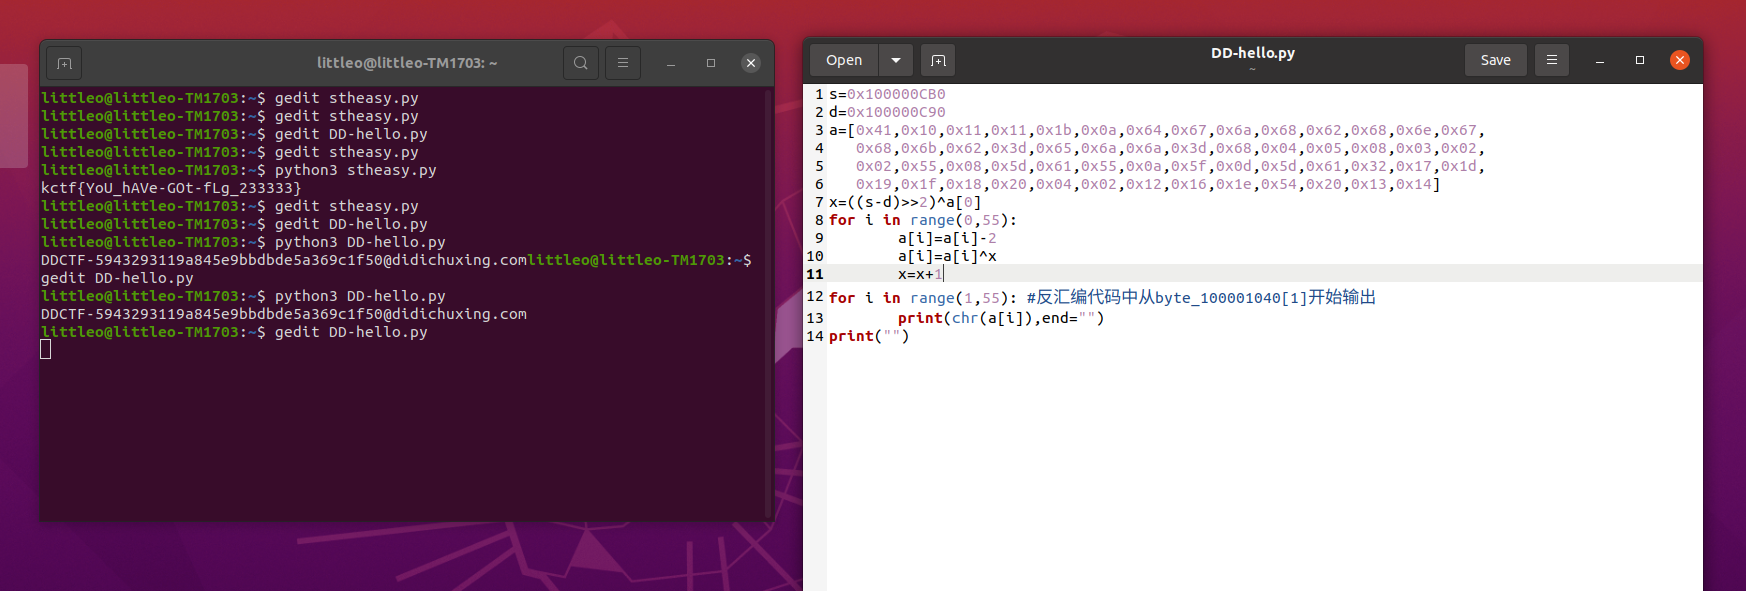 littleo@littleo-TM1703: ~
littleo@littleo-TM1703:~$ gedit stheasy.py
littleo@littleo-TM1703:~$ gedit stheasy.py
littleo@littleo-TM1703:~$ gedit DD-hello.py
littleo@littleo-TM1703:~$ gedit stheasy.py
littleo@littleo-TM1703:~$ python3 stheasy.py
kctf{YoU_hAVe-GOt-fLg_233333}
littleo@littleo-TM1703:~$ gedit stheasy.py
littleo@littleo-TM1703:~$ gedit DD-hello.py
littleo@littleo-TM1703:~$ python3 DD-hello.py
DDCTF-5943293119a845e9bbdbde5a369c1f50@didichuxing.comlittleo@littleo-TM1703:~$
gedit DD-hello.py
littleo@littleo-TM1703:~$ python3 DD-hello.py
DDCTF-5943293119a845e9bbdbde5a369c1f50@didichuxing.com
littleo@littleo-TM1703:~$ gedit DD-hello.py
Open
DD-hello.py
~
Save
1 s=0x100000CB0
2 d=0x100000C90
3 a=[0x41,0x10,0x11,0x11,0x1b,0x0a,0x64,0x67,0x6a,0x68,0x62,0x68,0x6e,0x67,
4 0x68,0x6b,0x62,0x3d,0x65,0x6a,0x6a,0x3d,0x68,0x04,0x05,0x08,0x03,0x02,
5 0x02,0x55,0x08,0x5d,0x61,0x55,0x0a,0x5f,0x0d,0x5d,0x61,0x32,0x17,0x1d,
6 0x19,0x1f,0x18,0x20,0x04,0x02,0x12,0x16,0x1e,0x54,0x20,0x13,0x14]
7 x=((s-d)>>2)^a[0]
8 for i in range(0,55):
9 a[i]=a[i]-2
10 a[i]=a[i]^x
11 x=x+1
12 for i in range(1,55): #反汇编代码中从byte_100001040[1]开始输出
13 print(chr(a[i]),end="")
14 print("")